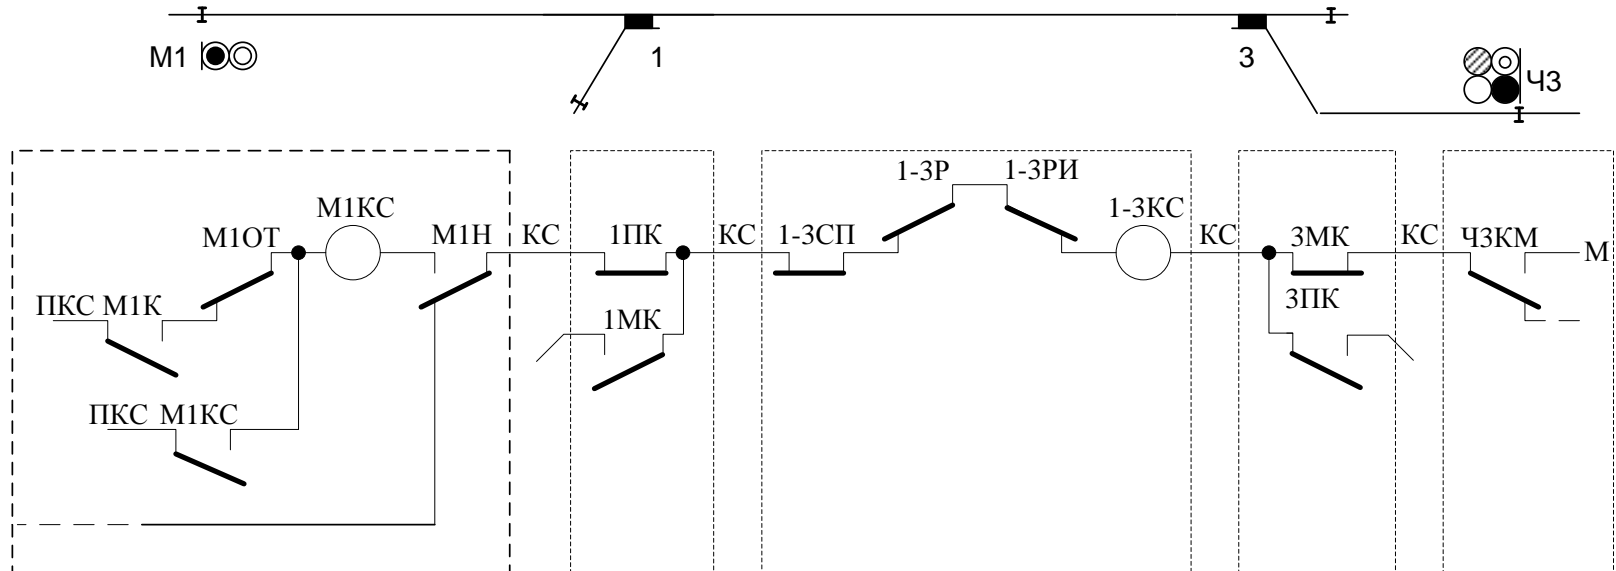 М1
1
3
Ч3
1-3Р
1-3РИ
М1КС
1-3КС
М1ОТ
М1Н
КС
1ПК
КС
1-3СП
КС
3МК
КС
Ч3КМ
М
ПКС М1К
1МК
3ПК
ПКС М1КС